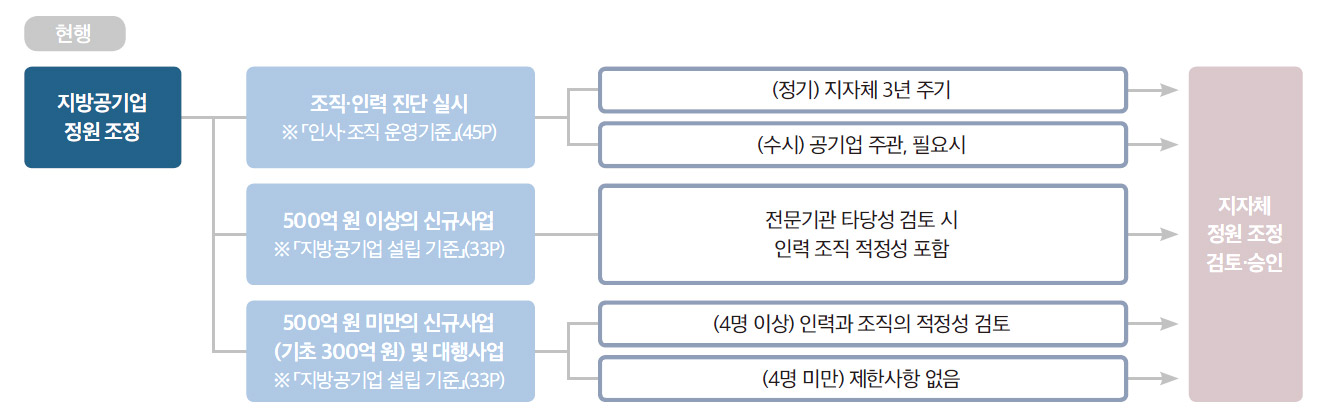 현행
지방공기업
정원 조정
조직·인력 진단 실시
※ 「인사·조직 운영기준」(45P)
(정기) 지자체 3년 주기
(수시) 공기업 주관, 필요시
500억 원 이상의 신규사업
※ 「지방공기업 설립 기준」(33P)
전문기관 타당성 검토 시
인력 조직 적정성 포함
500억 원 미만의 신규사업
(기초 300억 원) 및 대행사업
※ 「지방공기업 설립 기준」(33P)
(4명 이상) 인력과 조직의 적정성 검토
(4명 미만) 제한사항 없음
지자체
정원 조정
검토·승인